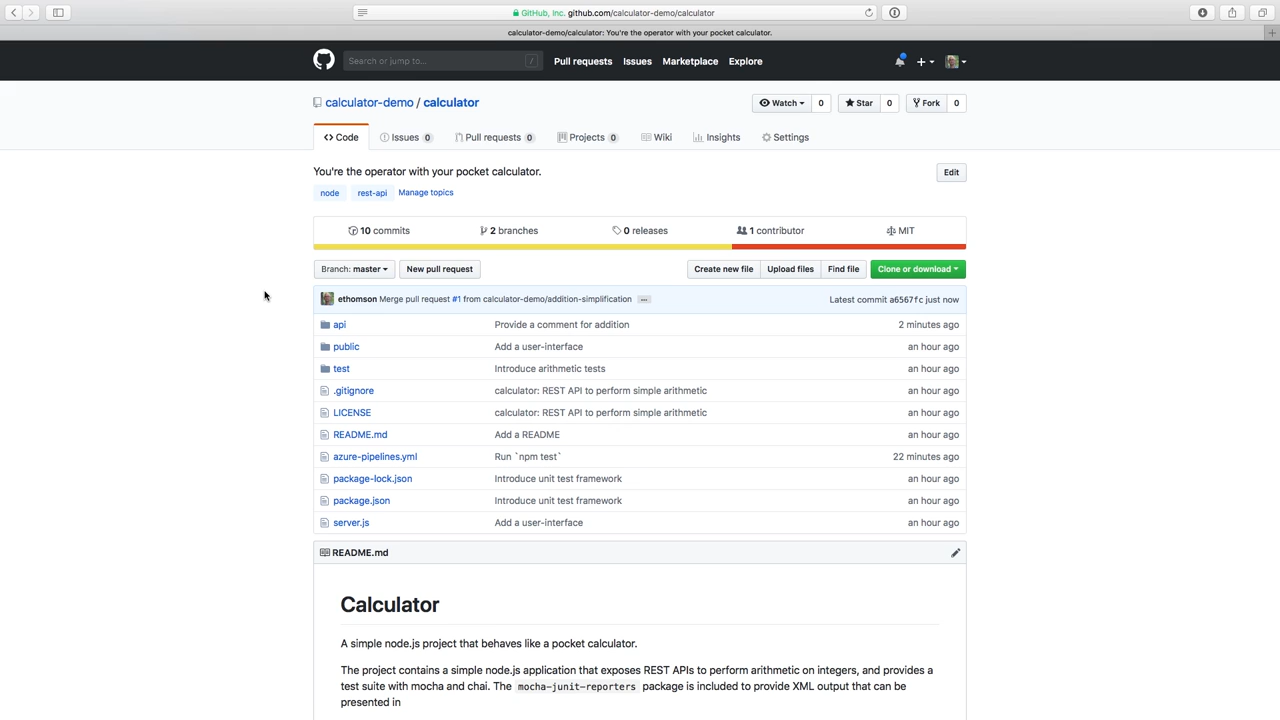 GitHub, Inc. github.com/calculator-demo/calculator
calculator-demo/calculator: You're the operator with your pocket calculator.
Search or jump to... / Pull requests Issues Marketplace Explore
calculator-demo / calculator
Watch 0 Star 0 Fork 0
Code Issues 0 Pull requests 0 Projects 0 Wiki Insights Settings
You're the operator with your pocket calculator. Edit
node rest-api Manage topics
10 commits 2 branches 0 releases 1 contributor MIT
Branch: master New pull request Create new file Upload files Find file Clone or download
ethomson Merge pull request #1 from calculator-demo/addition-simplification ... Latest commit a6567fc just now
api Provide a comment for addition 2 minutes ago
public Add a user-interface an hour ago
test Introduce arithmetic tests an hour ago
.gitignore calculator: REST API to perform simple arithmetic an hour ago
LICENSE calculator: REST API to perform simple arithmetic an hour ago
README.md Add a README an hour ago
azure-pipelines.yml Run `npm test` 22 minutes ago
package-lock.json Introduce unit test framework an hour ago
package.json Introduce unit test framework an hour ago
server.js Add a user-interface an hour ago
README.md
Calculator
A simple node.js project that behaves like a pocket calculator.
The project contains a simple node.js application that exposes REST APIs to perform arithmetic on integers, and provides a
test suite with mocha and chai. The mocha-junit-reporters package is included to provide XML output that can be
presented in